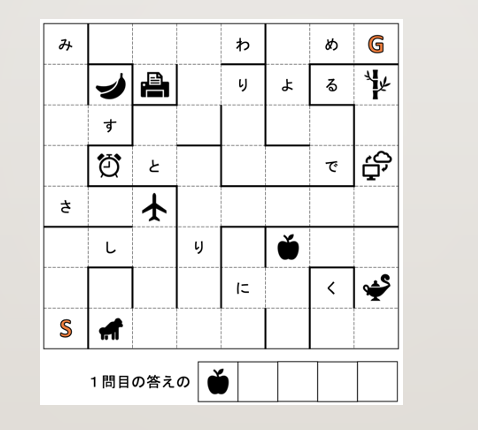 み わ め G
り よ る
す
と で
さ
し り
に く
S
1問目の答えの